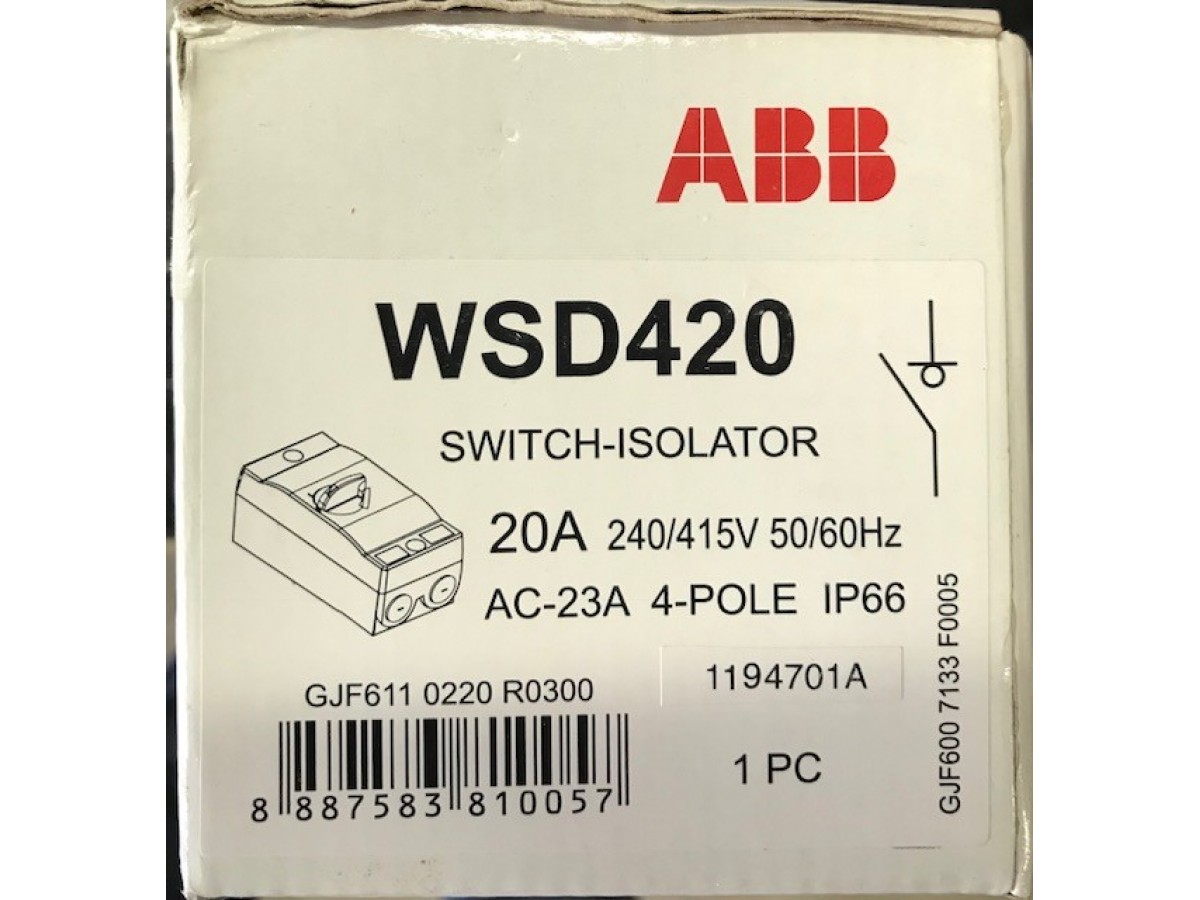 ABB
WSD420
SWITCH-ISOLATOR
20A 240/415V 50/60Hz
AC-23A 4-POLE IP66
GJF611 0220 R0300
1194701A
1 PC
8 887583 810057
GJF600 7133 F0005